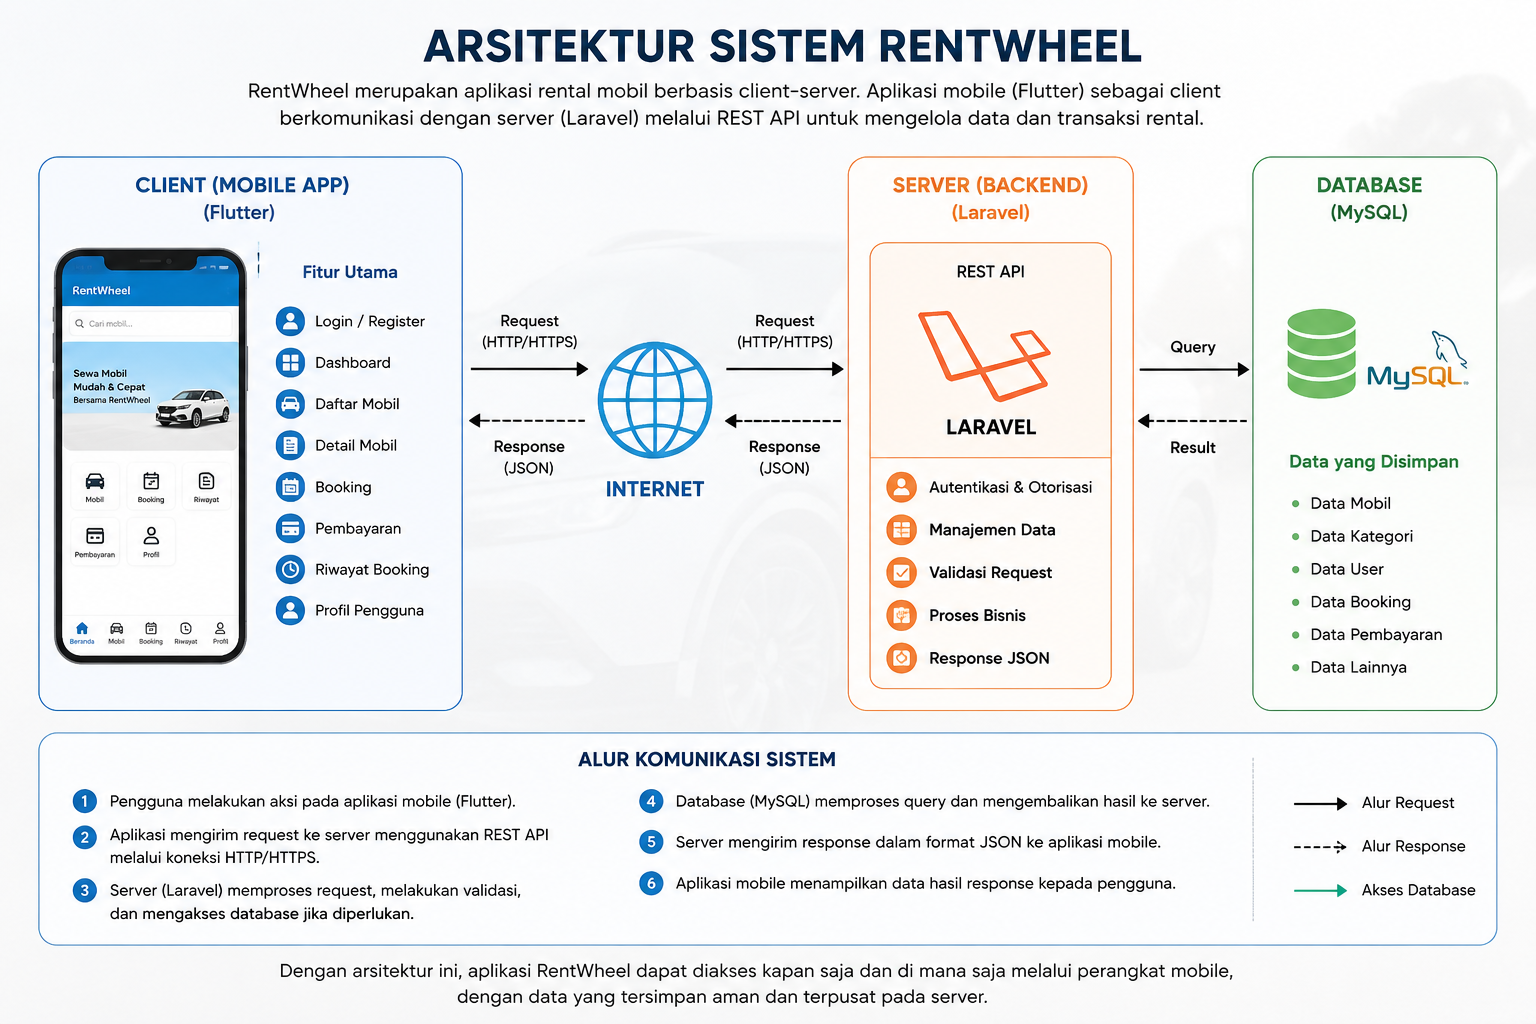 ARSITEKTUR SISTEM RENTWHEEL
RentWheel merupakan aplikasi rental mobil berbasis client-server. Aplikasi mobile (Flutter) sebagai client
berkomunikasi dengan server (Laravel) melalui REST API untuk mengelola data dan transaksi rental.
CLIENT (MOBILE APP)
(Flutter)
RentWheel
Cari mobil...
Sewa Mobil
Mudah & Cepat
Bersama RentWheel
Mobil
Booking
Riwayat
Pembayaran
Profil
Beranda
Mobil
Booking
Riwayat
Profil
Fitur Utama
Login / Register
Dashboard
Daftar Mobil
Detail Mobil
Booking
Pembayaran
Riwayat Booking
Profil Pengguna
Request
(HTTP/HTTPS)
Response
(JSON)
INTERNET
Request
(HTTP/HTTPS)
Response
(JSON)
SERVER (BACKEND)
(Laravel)
REST API
LARAVEL
Autentikasi & Otorisasi
Manajemen Data
Validasi Request
Proses Bisnis
Response JSON
Query
Result
DATABASE
(MySQL)
MySQL
Data yang Disimpan
Data Mobil
Data Kategori
Data User
Data Booking
Data Pembayaran
Data Lainnya
ALUR KOMUNIKASI SISTEM
1 Pengguna melakukan aksi pada aplikasi mobile (Flutter).
2 Aplikasi mengirim request ke server menggunakan REST API
melalui koneksi HTTP/HTTPS.
3 Server (Laravel) memproses request, melakukan validasi,
dan mengakses database jika diperlukan.
4 Database (MySQL) memproses query dan mengembalikan hasil ke server.
5 Server mengirim response dalam format JSON ke aplikasi mobile.
6 Aplikasi mobile menampilkan data hasil response kepada pengguna.
Alur Request
Alur Response
Akses Database
Dengan arsitektur ini, aplikasi RentWheel dapat diakses kapan saja dan di mana saja melalui perangkat mobile,
dengan data yang tersimpan aman dan terpusat pada server.